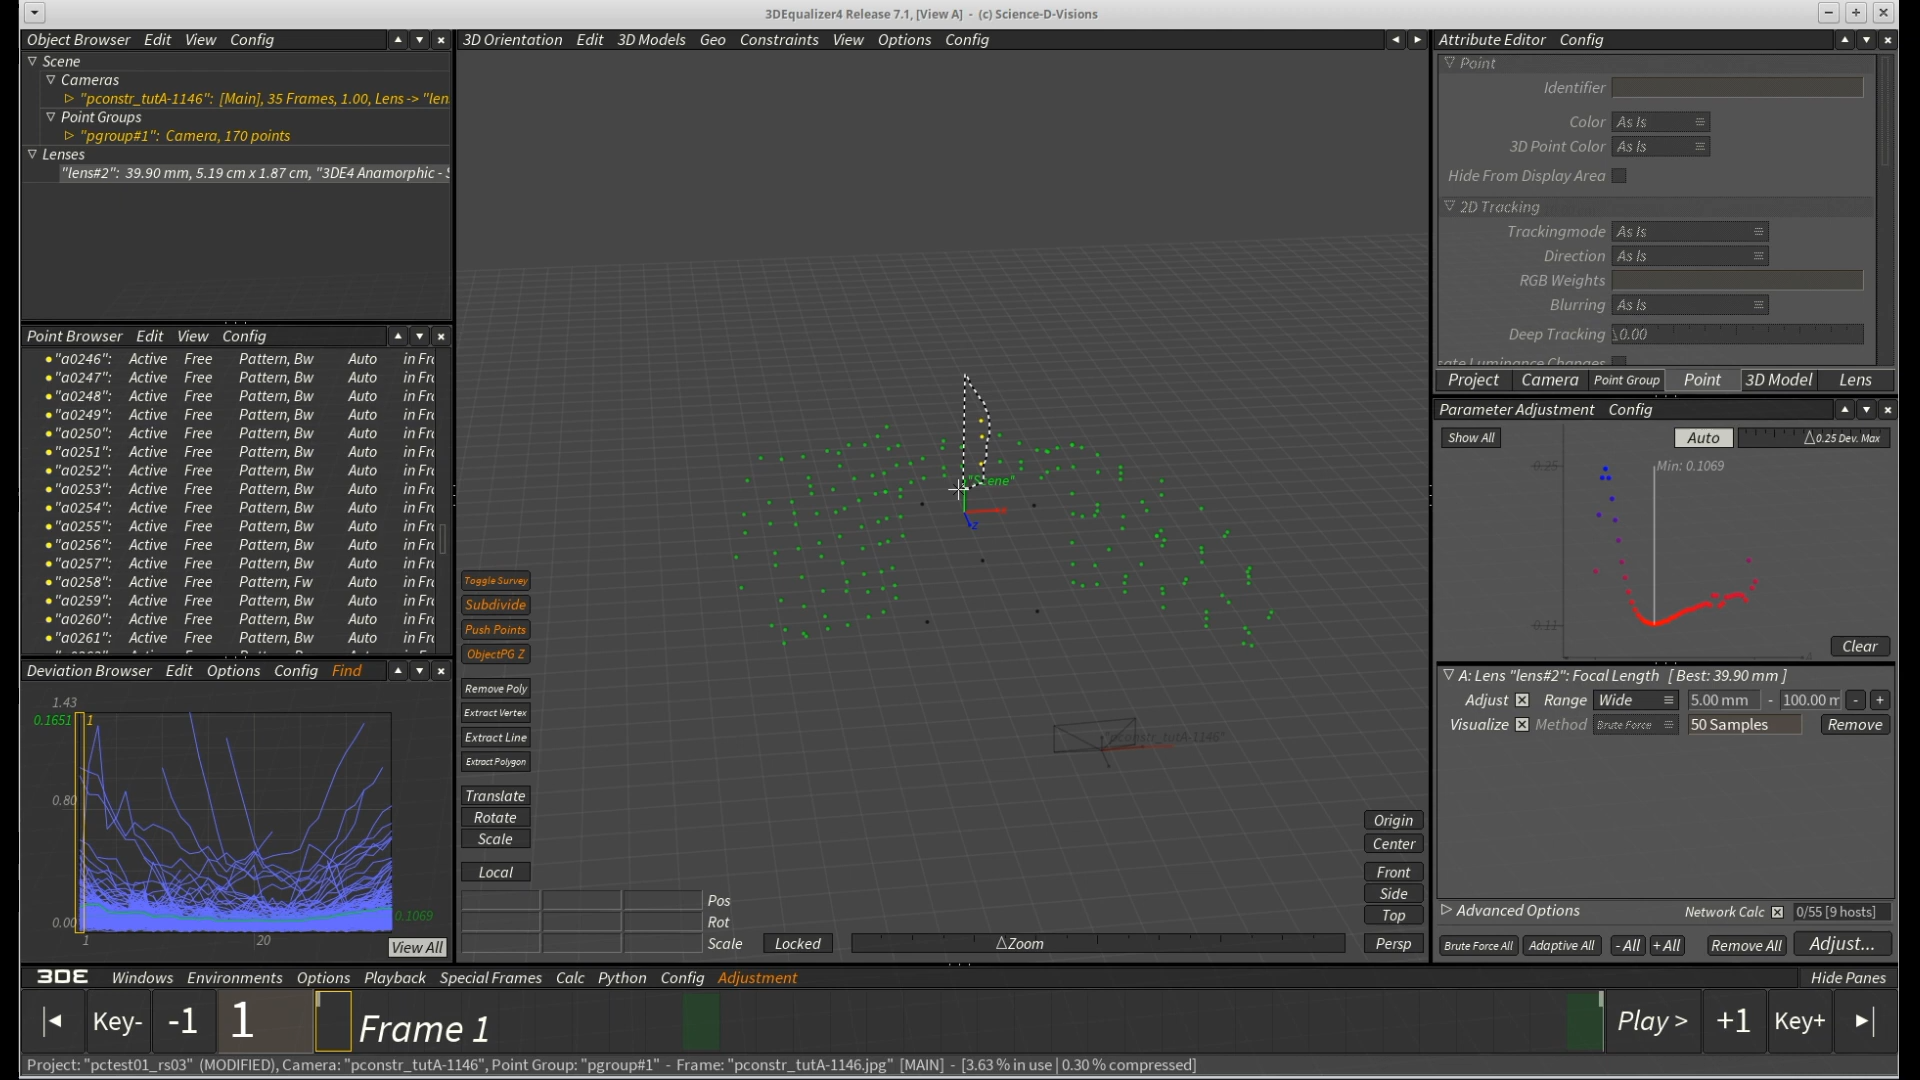 3DEqualizer4 Release 7.1, [View A]  -  (c) Science-D-Visions
Object Browser Edit View Config
Scene
Cameras
"pconstr_tutA-1146": [Main], 35 Frames, 1.00, Lens -> "len
Point Groups
"pgroup#1": Camera, 170 points
Lenses
"lens#2": 39.90 mm, 5.19 cm x 1.87 cm, "3DE4 Anamorphic - S
Point Browser Edit View Config
"a0246": Active Free Pattern, Bw Auto in Fr
"a0247": Active Free Pattern, Bw Auto in Fr
"a0248": Active Free Pattern, Bw Auto in Fr
"a0249": Active Free Pattern, Bw Auto in Fr
"a0250": Active Free Pattern, Bw Auto in Fr
"a0251": Active Free Pattern, Bw Auto in Fr
"a0252": Active Free Pattern, Bw Auto in Fr
"a0253": Active Free Pattern, Bw Auto in Fr
"a0254": Active Free Pattern, Bw Auto in Fr
"a0255": Active Free Pattern, Bw Auto in Fr
"a0256": Active Free Pattern, Bw Auto in Fr
"a0257": Active Free Pattern, Bw Auto in Fr
"a0258": Active Free Pattern, Fw Auto in Fr
"a0259": Active Free Pattern, Bw Auto in Fr
"a0260": Active Free Pattern, Bw Auto in Fr
"a0261": Active Free Pattern, Bw Auto in Fr
Deviation Browser Edit Options Config Find
1.43
0.1651 1
0.80
0.00
0.1069
1 20
View All
3D Orientation Edit 3D Models Geo Constraints View Options Config
"Scene"
Z
"pconstr_tutA-1146"
Toggle Survey
Subdivide
Push Points
ObjectPG Z
Remove Poly
Extract Vertex
Extract Line
Extract Polygon
Translate
Rotate
Scale
Local
Pos
Rot
Scale
Locked
Zoom
Origin
Center
Front
Side
Top
Persp
Attribute Editor Config
Point
Identifier
Color As Is
3D Point Color As Is
Hide From Display Area
2D Tracking
Trackingmode As Is
Direction As Is
RGB Weights
Blurring As Is
Deep Tracking 0.00
Project Camera Point Group Point 3D Model Lens
Parameter Adjustment Config
Show All Auto 0.25 Dev. Max
0.25 Min: 0.1069
0.11
Clear
A: Lens "lens#2": Focal Length [ Best: 39.90 mm ]
Adjust Range Wide 5.00 mm - 100.00 m - +
Visualize Method Brute Force 50 Samples Remove
Advanced Options Network Calc 0/55 [9 hosts]
Brute Force All Adaptive All - All + All Remove All Adjust...
3DE Windows Environments Options Playback Special Frames Calc Python Config Adjustment Hide Panes
Key- -1 1 Frame 1 Play > +1 Key+
Project: "pctest01_rs03" (MODIFIED), Camera: "pconstr_tutA-1146", Point Group: "pgroup#1" - Frame: "pconstr_tutA-1146.jpg" [MAIN] - [3.63 % in use | 0.30 % compressed]